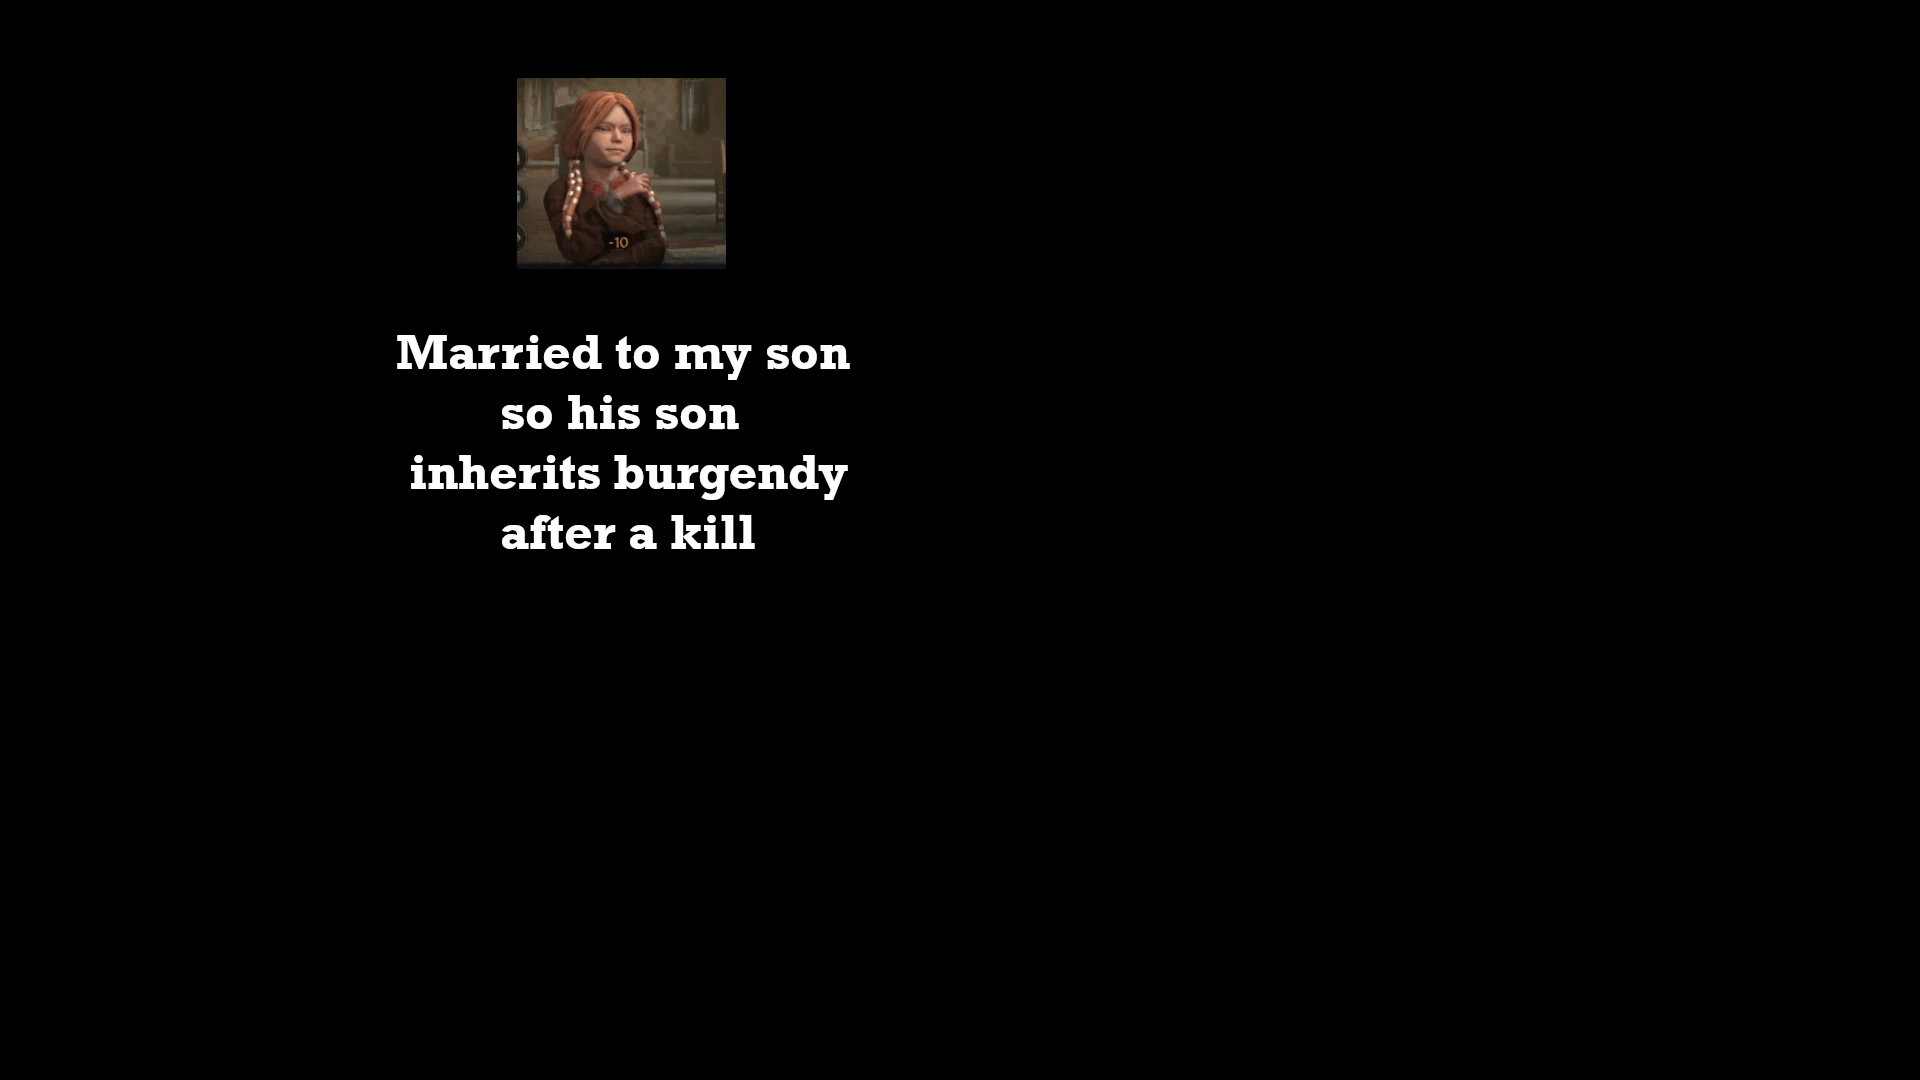 -10
Married to my son
so his son
inherits burgendy
after a kill